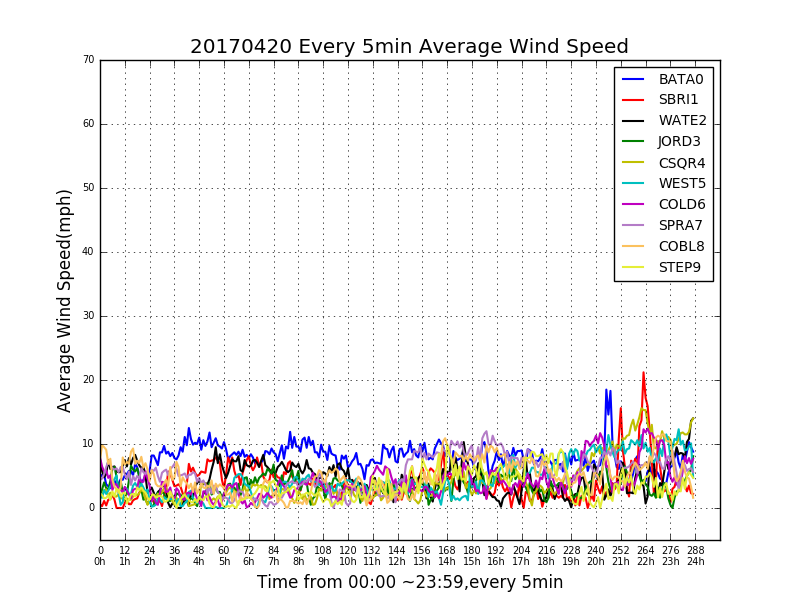 20170420 Every 5min Average Wind Speed
70
60
50
40
30
20
10
0
Average Wind Speed(mph)
BATA0
SBRI1
WATE2
JORD3
CSQR4
WEST5
COLD6
SPRA7
COBL8
STEP9
0 12 24 36 48 60 72 84 96 108 120 132 144 156 168 180 192 204 216 228 240 252 264 276 288
0h 1h 2h 3h 4h 5h 6h 7h 8h 9h 10h 11h 12h 13h 14h 15h 16h 17h 18h 19h 20h 21h 22h 23h 24h
Time from 00:00 ~23:59,every 5min